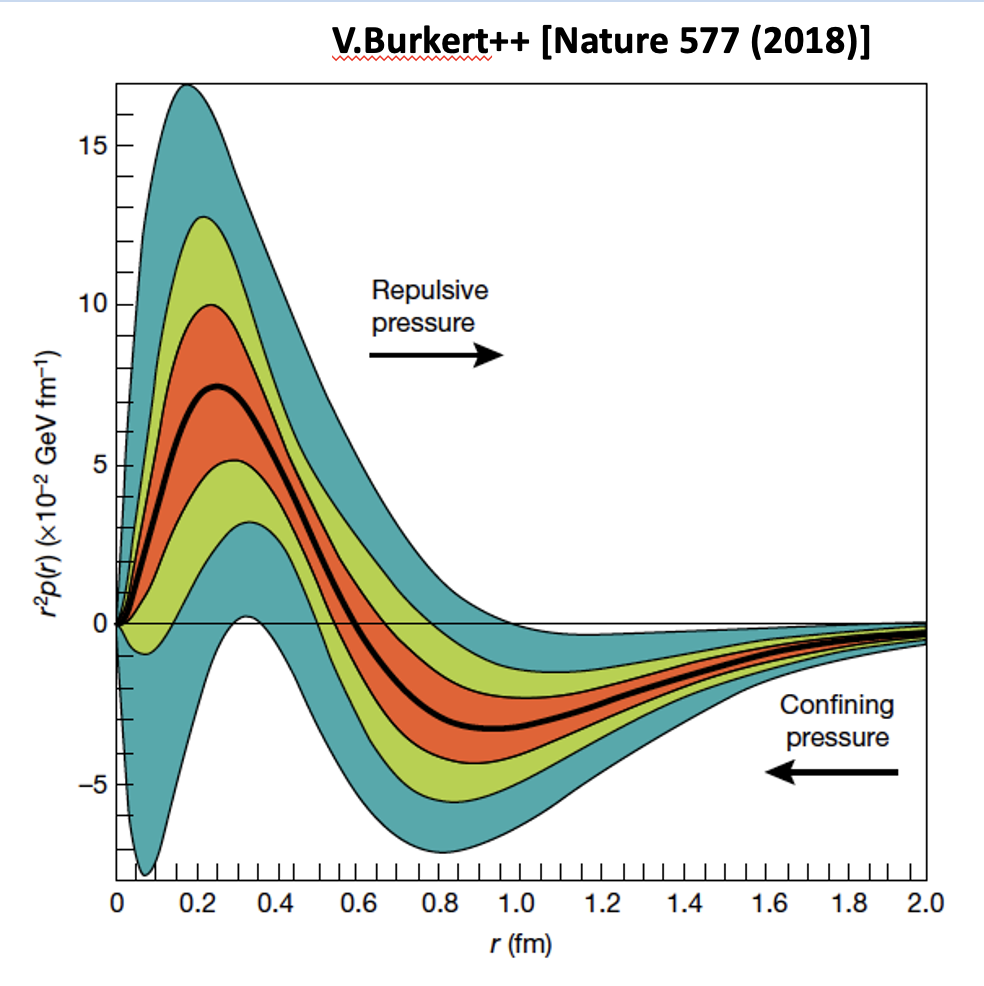 V.Burkert++ [Nature 577 (2018)]
15
10
5
0
−5
r²p(r) (×10⁻² GeV fm⁻¹)
Repulsive
pressure
Confining
pressure
0 0.2 0.4 0.6 0.8 1.0 1.2 1.4 1.6 1.8 2.0
r (fm)